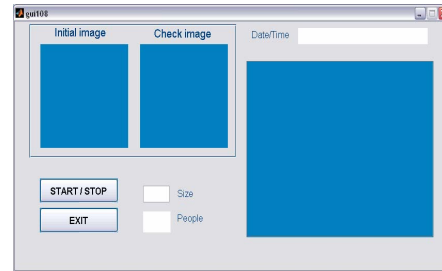 gui108
Initial image Check image Date/Time
START / STOP Size
EXIT People